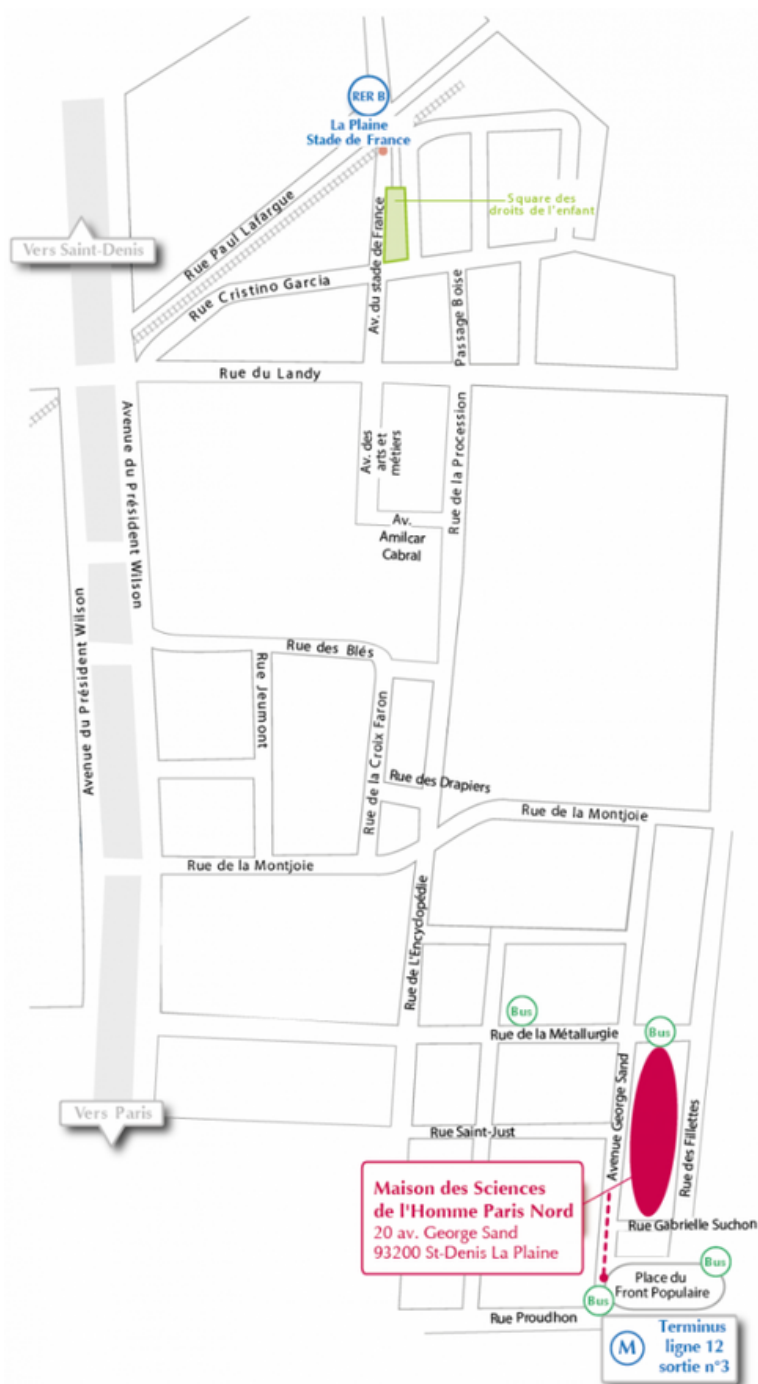 RER B
La Plaine
Stade de France
Square des
droits de l'enfant
Rue Paul Lafargue
Vers Saint-Denis
Av. du stade de France
Rue Cristino Garcia
Passage Boise
Rue du Landy
Avenue du Président Wilson
Av. des
arts et
métiers
Rue de la Procession
Av.
Amilcar
Cabral
Avenue du Président Wilson
Rue des Blés
Rue Jeumont
Rue de la Croix Faron
Rue des Drapiers
Rue de la Montjoie
Rue de la Montjoie
Rue de L'Encyclopédie
Bus
Rue de la Métallurgie
Bus
Avenue George Sand
Rue des Fillettes
Vers Paris
Rue Saint-Just
Maison des Sciences
de l'Homme Paris Nord
20 av. George Sand
93200 St-Denis La Plaine
Rue Gabrielle Suchon
Bus
Place du
Front Populaire
Bus
Rue Proudhon
M
Terminus
ligne 12
sortie n°3